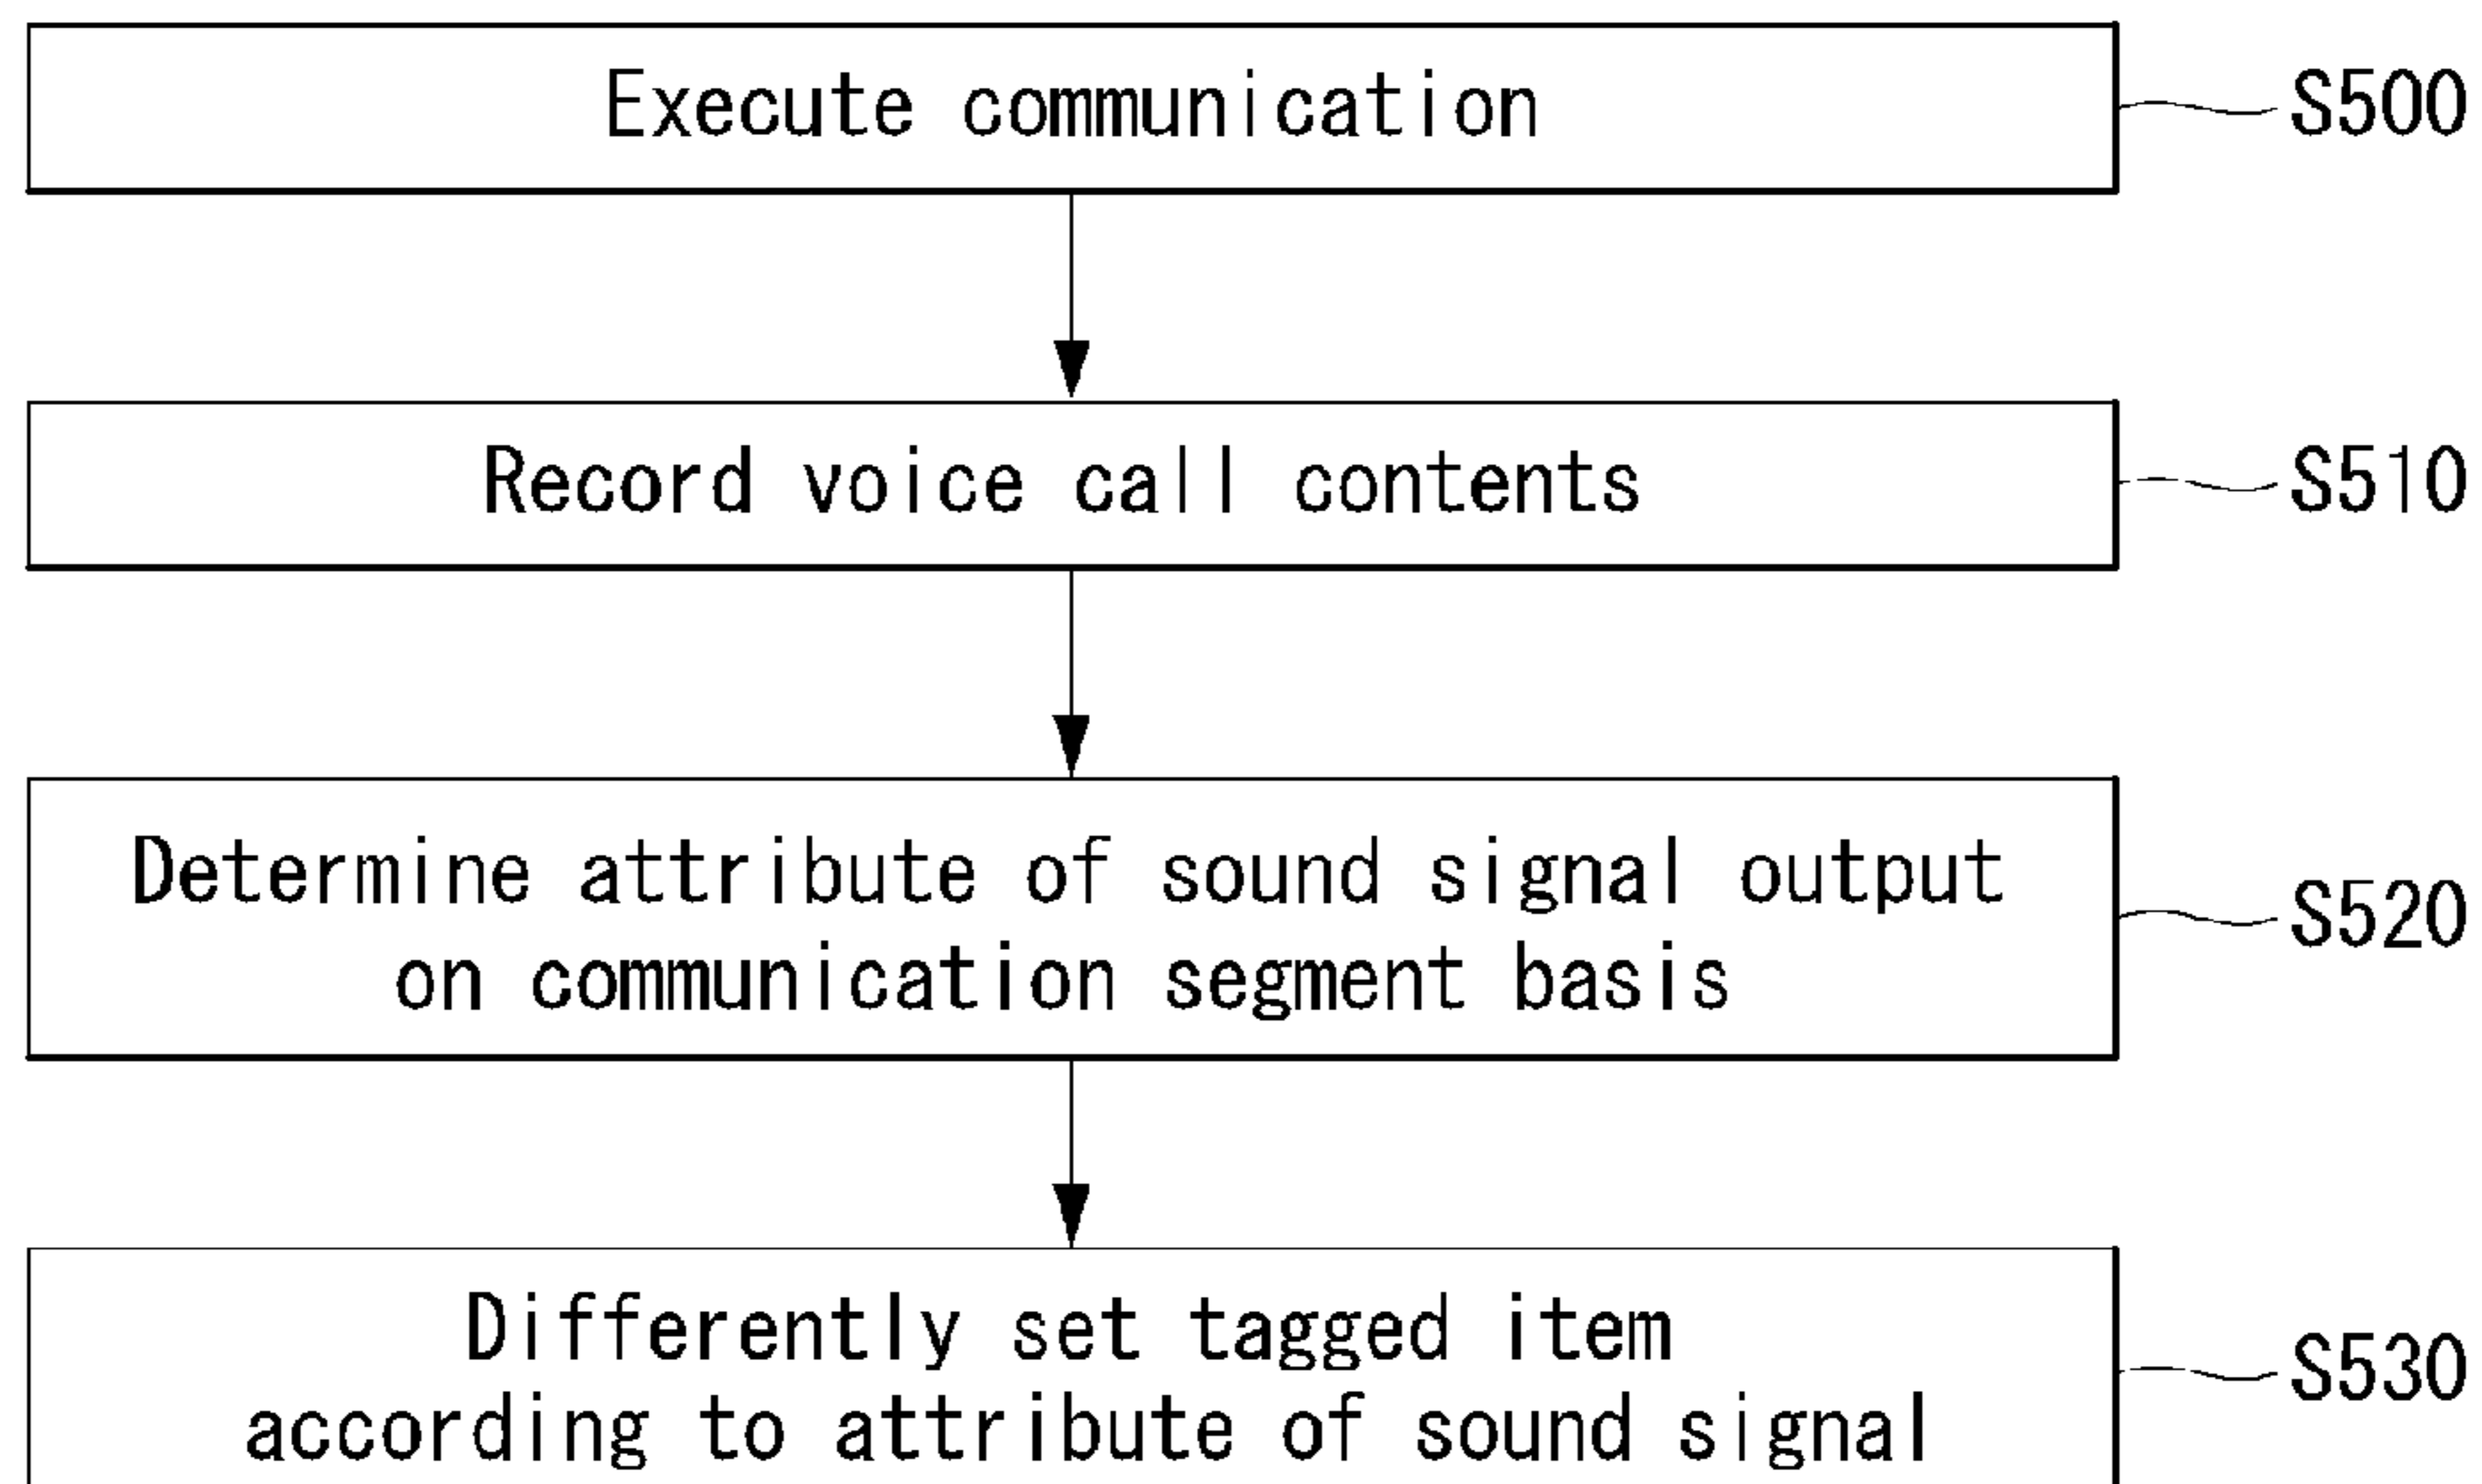 Execute communication
S500
Record voice call contents
S510
Determine attribute of sound signal output
on communication segment basis
S520
Differently set tagged item
according to attribute of sound signal
S530